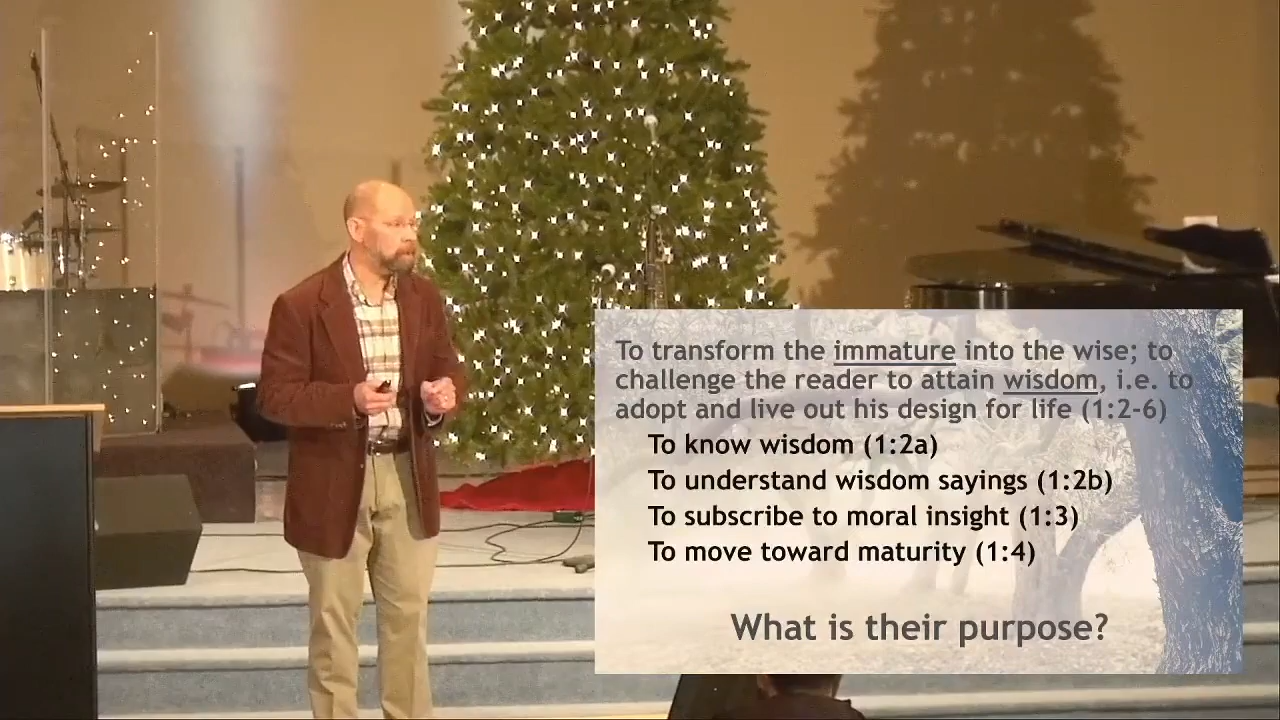 To transform the immature into the wise; to
challenge the reader to attain wisdom, i.e. to
adopt and live out his design for life (1:2-6)
To know wisdom (1:2a)
To understand wisdom sayings (1:2b)
To subscribe to moral insight (1:3)
To move toward maturity (1:4)
What is their purpose?